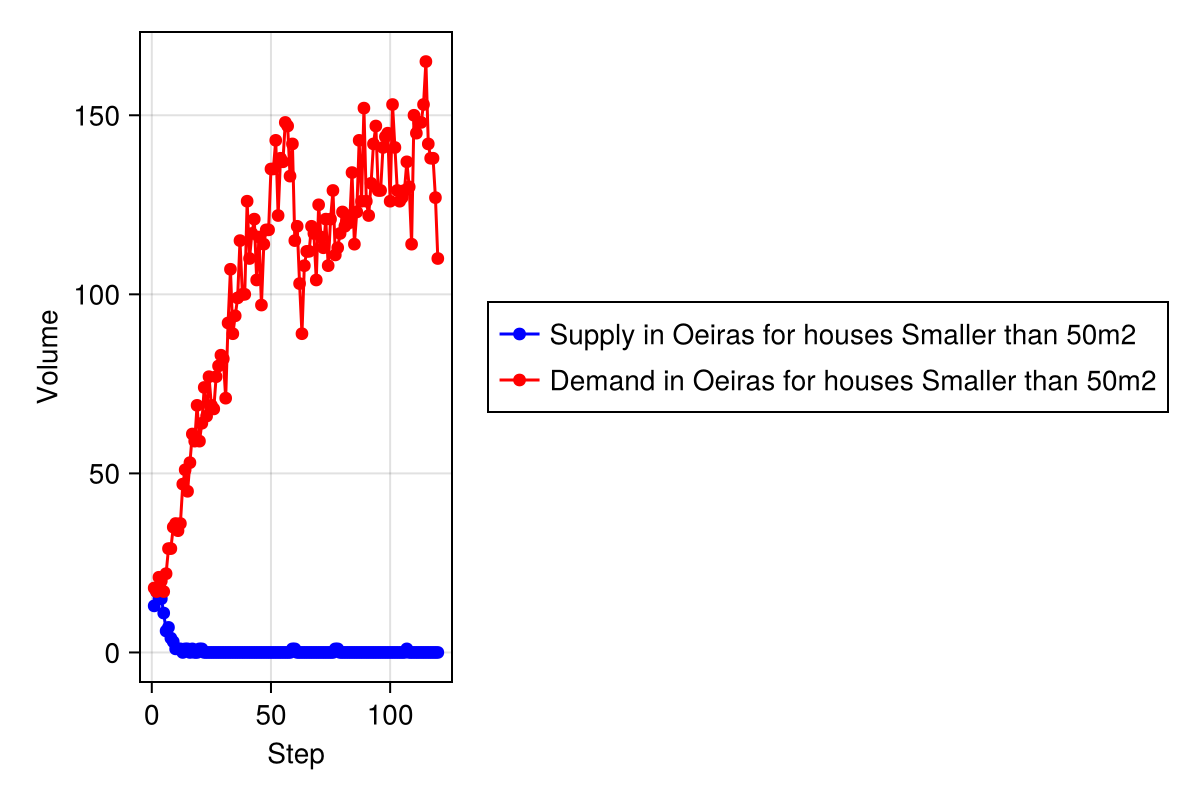 150
100
50
0
Volume
0 50 100
Step
Supply in Oeiras for houses Smaller than 50m2
Demand in Oeiras for houses Smaller than 50m2